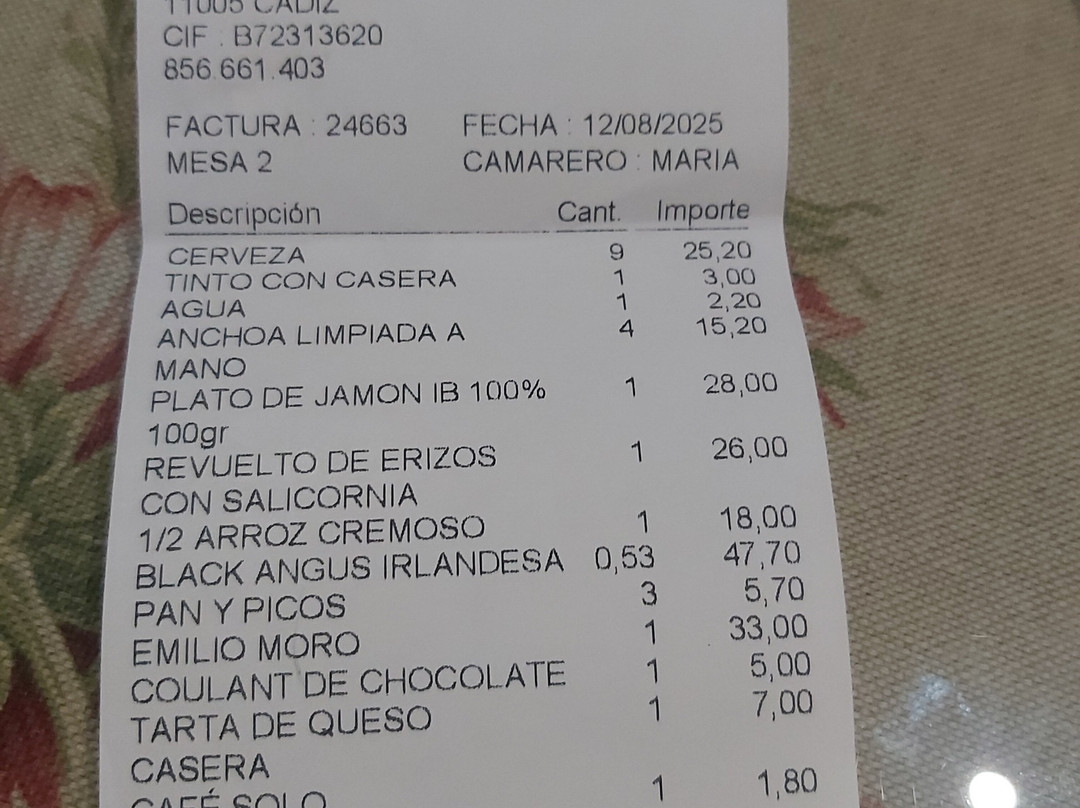 11005 CADIZ
CIF . B72313620
856.661.403
FACTURA : 24663 FECHA : 12/08/2025
MESA 2 CAMARERO : MARIA
Descripción Cant. Importe
CERVEZA 9 25,20
TINTO CON CASERA 1 3,00
AGUA 1 2,20
ANCHOA LIMPIADA A 4 15,20
MANO
PLATO DE JAMON IB 100% 1 28,00
100gr
REVUELTO DE ERIZOS 1 26,00
CON SALICORNIA
1/2 ARROZ CREMOSO 1 18,00
BLACK ANGUS IRLANDESA 0,53 47,70
PAN Y PICOS 3 5,70
EMILIO MORO 1 33,00
COULANT DE CHOCOLATE 1 5,00
TARTA DE QUESO 1 7,00
CASERA
CAFÉ SOLO 1 1,80